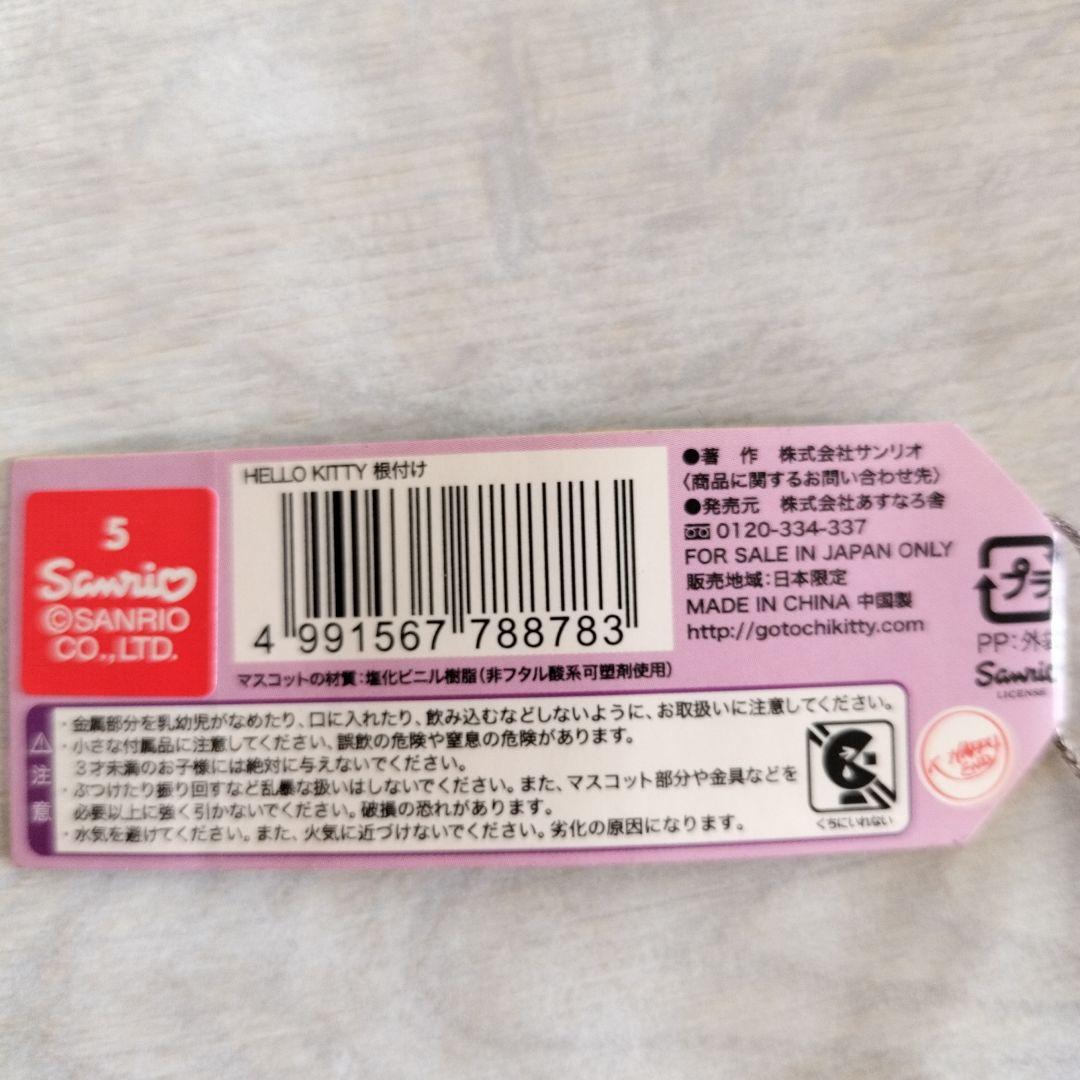 5
Sanrio
©SANRIO
CO.,LTD.
HELLO KITTY 根付け
4 991567 788783
マスコットの材質:塩化ビニル樹脂(非フタル酸系可塑剤使用)
●著 作 株式会社サンリオ
〈商品に関するお問い合わせ先〉
●発売元 株式会社あすなろ舎
0120-334-337
FOR SALE IN JAPAN ONLY
販売地域:日本限定
MADE IN CHINA 中国製
http://gotochikitty.com
プラ
PP:外袋
Sanrio
LICENSE
注意
・金属部分を乳幼児がなめたり、口に入れたり、飲み込むなどしないように、お取扱いに注意してください。
・小さな付属品に注意してください、誤飲の危険や窒息の危険があります。
3才未満のお子様には絶対に与えないでください。
・ぶつけたり振り回すなど乱暴な扱いはしないでください。また、マスコット部分や金具などを
必要以上に強く引かないでください。破損の恐れがあります。
・水気を避けてください。また、火気に近づけないでください。劣化の原因になります。
くちにいれない
HAPPY